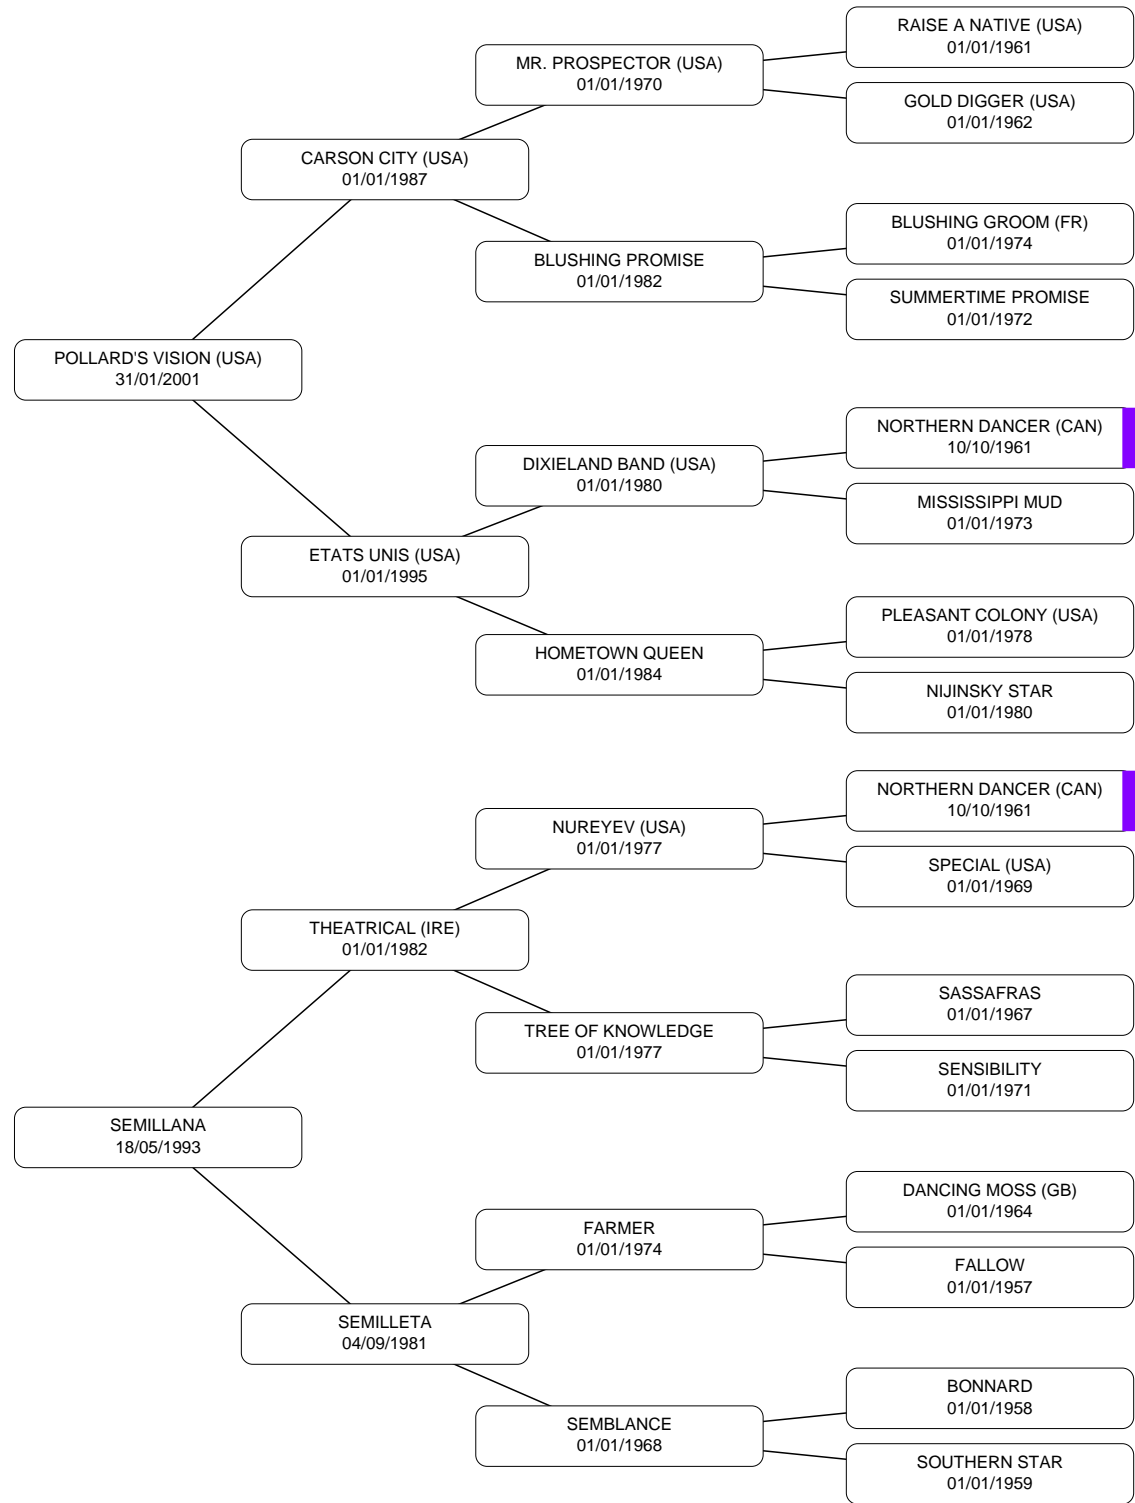 RAISE A NATIVE (USA)
01/01/1961
MR. PROSPECTOR (USA)
01/01/1970
GOLD DIGGER (USA)
01/01/1962
CARSON CITY (USA)
01/01/1987
BLUSHING GROOM (FR)
01/01/1974
BLUSHING PROMISE
01/01/1982
SUMMERTIME PROMISE
01/01/1972
POLLARD'S VISION (USA)
31/01/2001
NORTHERN DANCER (CAN)
10/10/1961
DIXIELAND BAND (USA)
01/01/1980
MISSISSIPPI MUD
01/01/1973
ETATS UNIS (USA)
01/01/1995
PLEASANT COLONY (USA)
01/01/1978
HOMETOWN QUEEN
01/01/1984
NIJINSKY STAR
01/01/1980
NORTHERN DANCER (CAN)
10/10/1961
NUREYEV (USA)
01/01/1977
SPECIAL (USA)
01/01/1969
THEATRICAL (IRE)
01/01/1982
SASSAFRAS
01/01/1967
TREE OF KNOWLEDGE
01/01/1977
SENSIBILITY
01/01/1971
SEMILLANA
18/05/1993
DANCING MOSS (GB)
01/01/1964
FARMER
01/01/1974
FALLOW
01/01/1957
SEMILLETA
04/09/1981
BONNARD
01/01/1958
SEMBLANCE
01/01/1968
SOUTHERN STAR
01/01/1959